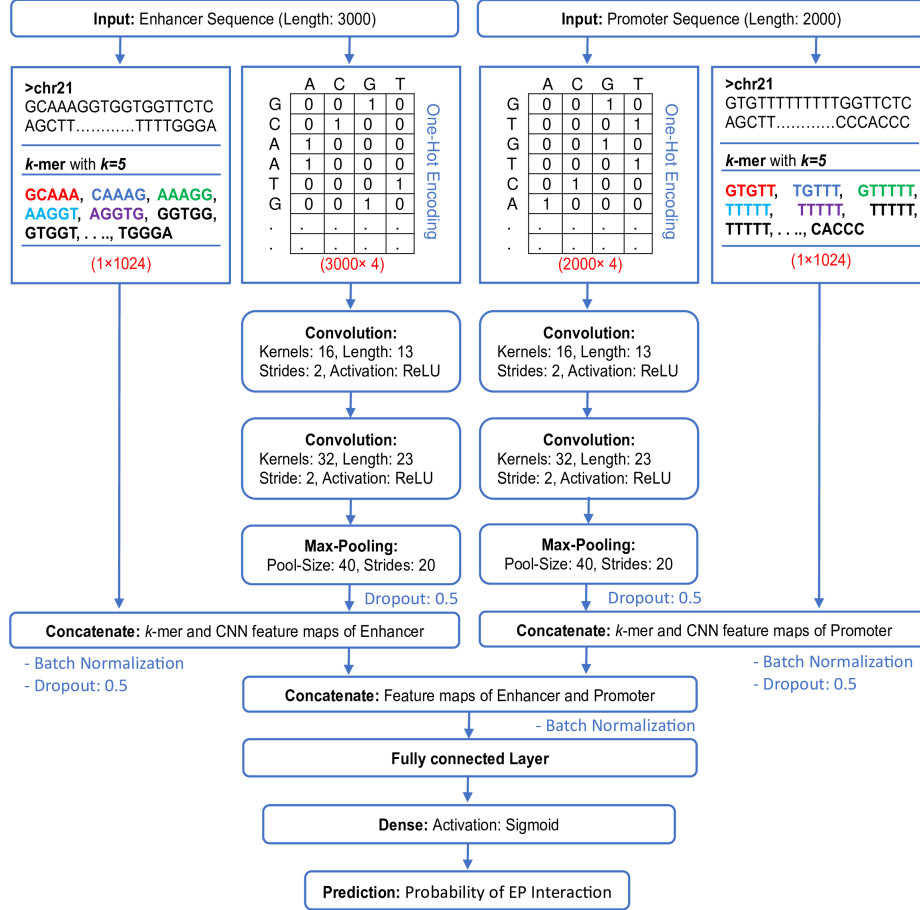 Input: Enhancer Sequence (Length: 3000)
Input: Promoter Sequence (Length: 2000)
>chr21
GCAAAGGTGGTGGTTCTC
AGCTT............TTTTGGGA
k-mer with k=5
GCAAA, CAAAG, AAAGG,
AAGGT, AGGTG, GGTGG,
GTGGT, . . .., TGGGA
(1×1024)
A C G T
G 0 0 1 0
C 0 1 0 0
A 1 0 0 0
A 1 0 0 0
T 0 0 0 1
G 0 0 1 0
. . . . .
. . . . .
(3000× 4)
One-Hot Encoding
A C G T
G 0 0 1 0
T 0 0 0 1
G 0 0 1 0
T 0 0 0 1
C 0 1 0 0
A 1 0 0 0
. . . . .
. . . . .
(2000× 4)
One-Hot Encoding
>chr21
GTGTTTTTTTTTGGTTCTC
AGCTT............CCCACCC
k-mer with k=5
GTGTT, TGTTT, GTTTTT,
TTTTT, TTTTT, TTTTT,
TTTTT, . . .., CACCC
(1×1024)
Convolution:
Kernels: 16, Length: 13
Strides: 2, Activation: ReLU
Convolution:
Kernels: 16, Length: 13
Strides: 2, Activation: ReLU
Convolution:
Kernels: 32, Length: 23
Stride: 2, Activation: ReLU
Convolution:
Kernels: 32, Length: 23
Strides: 2, Activation: ReLU
Max-Pooling:
Pool-Size: 40, Strides: 20
Max-Pooling:
Pool-Size: 40, Strides: 20
Dropout: 0.5
Dropout: 0.5
Concatenate: k-mer and CNN feature maps of Enhancer
Concatenate: k-mer and CNN feature maps of Promoter
- Batch Normalization
- Dropout: 0.5
- Batch Normalization
- Dropout: 0.5
Concatenate: Feature maps of Enhancer and Promoter
- Batch Normalization
Fully connected Layer
Dense: Activation: Sigmoid
Prediction: Probability of EP Interaction